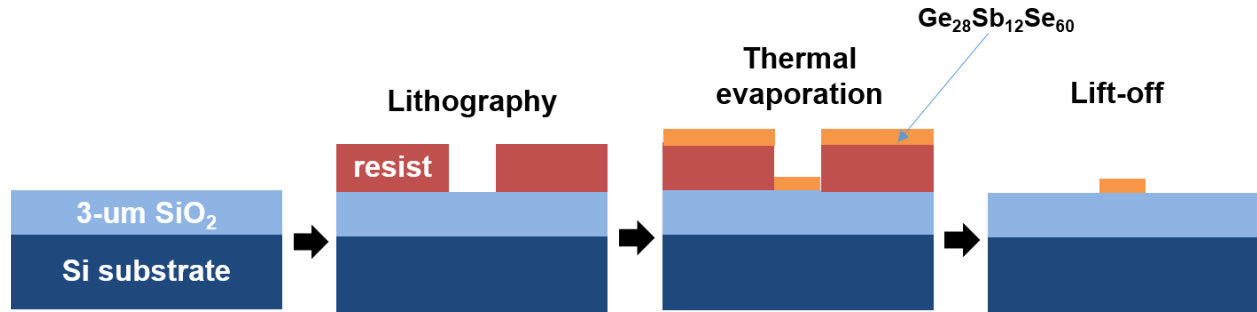 Ge₂₈Sb₁₂Se₆₀
Lithography
Thermal
evaporation
Lift-off
resist
3-um SiO₂
Si substrate